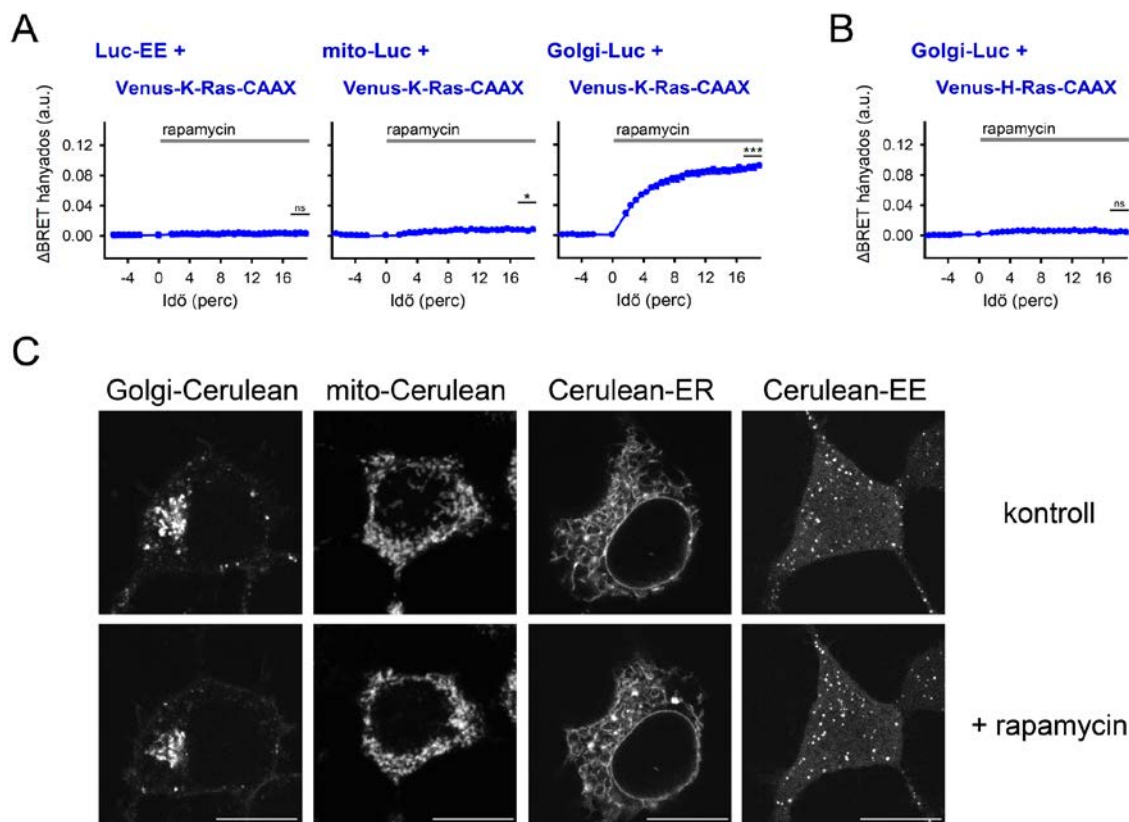 A
Luc-EE +
Venus-K-Ras-CAAX
mito-Luc +
Venus-K-Ras-CAAX
Golgi-Luc +
Venus-K-Ras-CAAX
B
Golgi-Luc +
Venus-H-Ras-CAAX
ΔBRET hányados (a.u.)
0.12
0.08
0.04
0.00
rapamycin
ns
-4 0 4 8 12 16
Idő (perc)
rapamycin
*
-4 0 4 8 12 16
Idő (perc)
rapamycin
***
-4 0 4 8 12 16
Idő (perc)
ΔBRET hányados (a.u.)
0.12
0.08
0.04
0.00
rapamycin
ns
-4 0 4 8 12 16
Idő (perc)
C
Golgi-Cerulean mito-Cerulean Cerulean-ER Cerulean-EE
kontroll
+ rapamycin